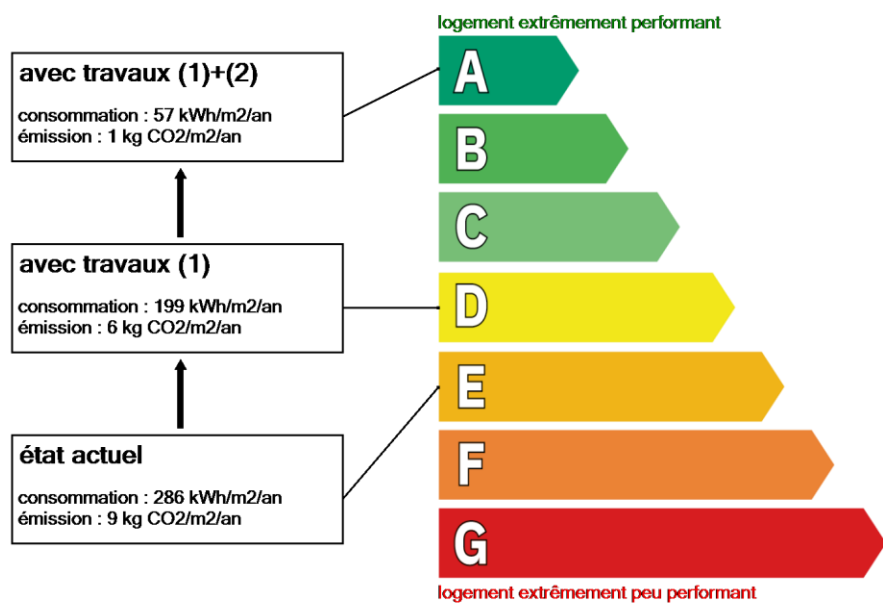 logement extrêmement performant
avec travaux (1)+(2)
consommation : 57 kWh/m2/an
émission : 1 kg CO2/m2/an
avec travaux (1)
consommation : 199 kWh/m2/an
émission : 6 kg CO2/m2/an
état actuel
consommation : 286 kWh/m2/an
émission : 9 kg CO2/m2/an
A
B
C
D
E
F
G
logement extrêmement peu performant